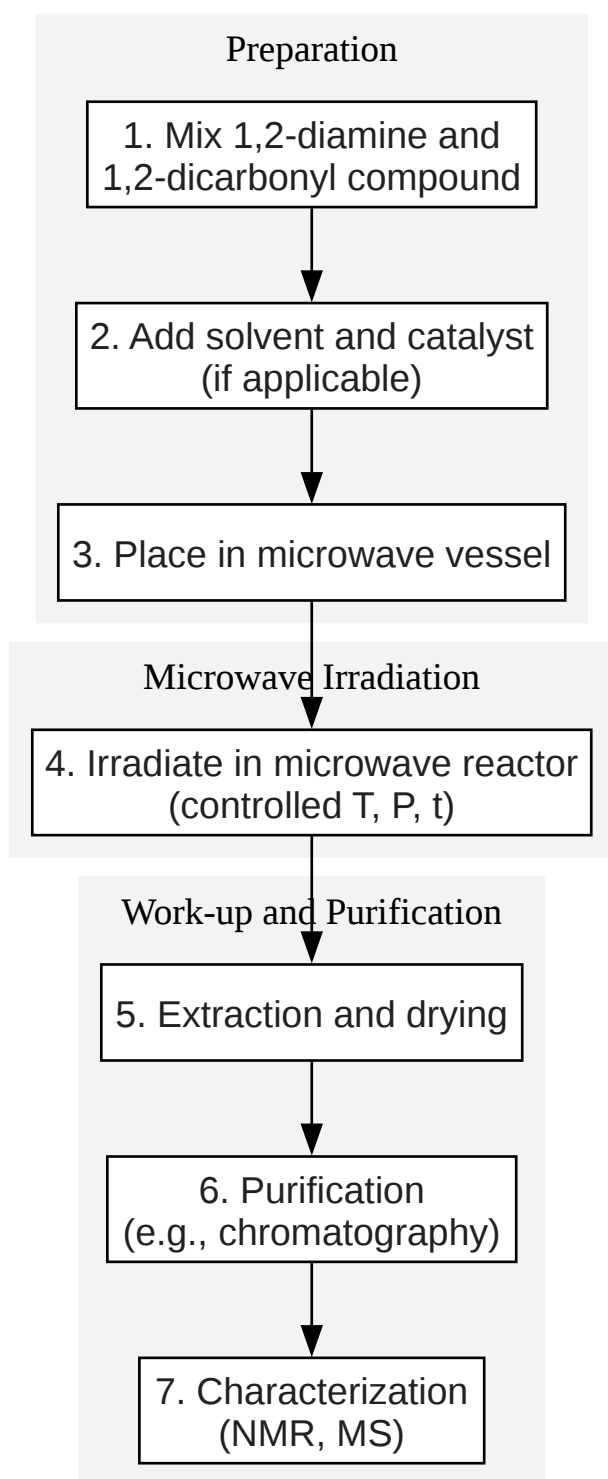 Preparation
1. Mix 1,2-diamine and
1,2-dicarbonyl compound
2. Add solvent and catalyst
(if applicable)
3. Place in microwave vessel
Microwave Irradiation
4. Irradiate in microwave reactor
(controlled T, P, t)
Work-up and Purification
5. Extraction and drying
6. Purification
(e.g., chromatography)
7. Characterization
(NMR, MS)